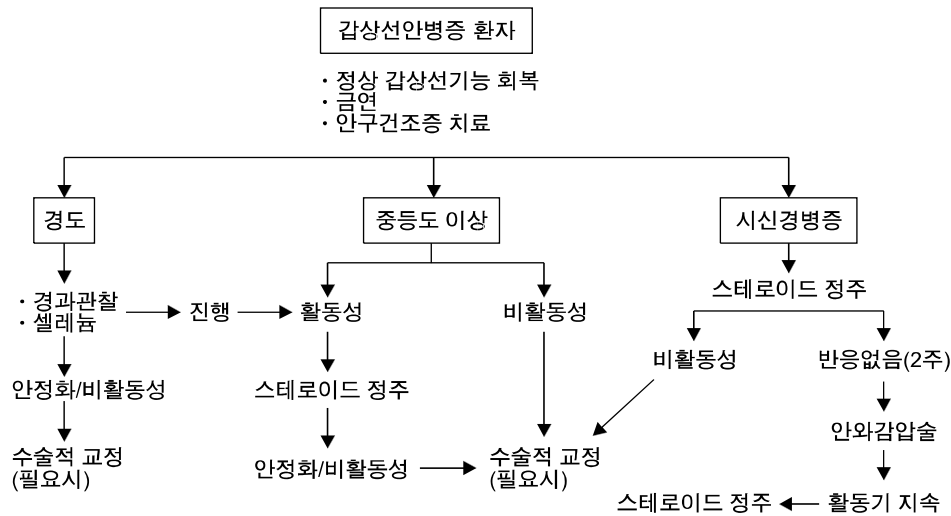 갑상선안병증 환자
· 정상 갑상선기능 회복
· 금연
· 안구건조증 치료
경도
중등도 이상
시신경병증
· 경과관찰
· 셀레늄
진행
활동성
비활동성
스테로이드 정주
비활동성
반응없음(2주)
안정화/비활동성
스테로이드 정주
안와감압술
수술적 교정
(필요시)
안정화/비활동성
수술적 교정
(필요시)
스테로이드 정주
활동기 지속